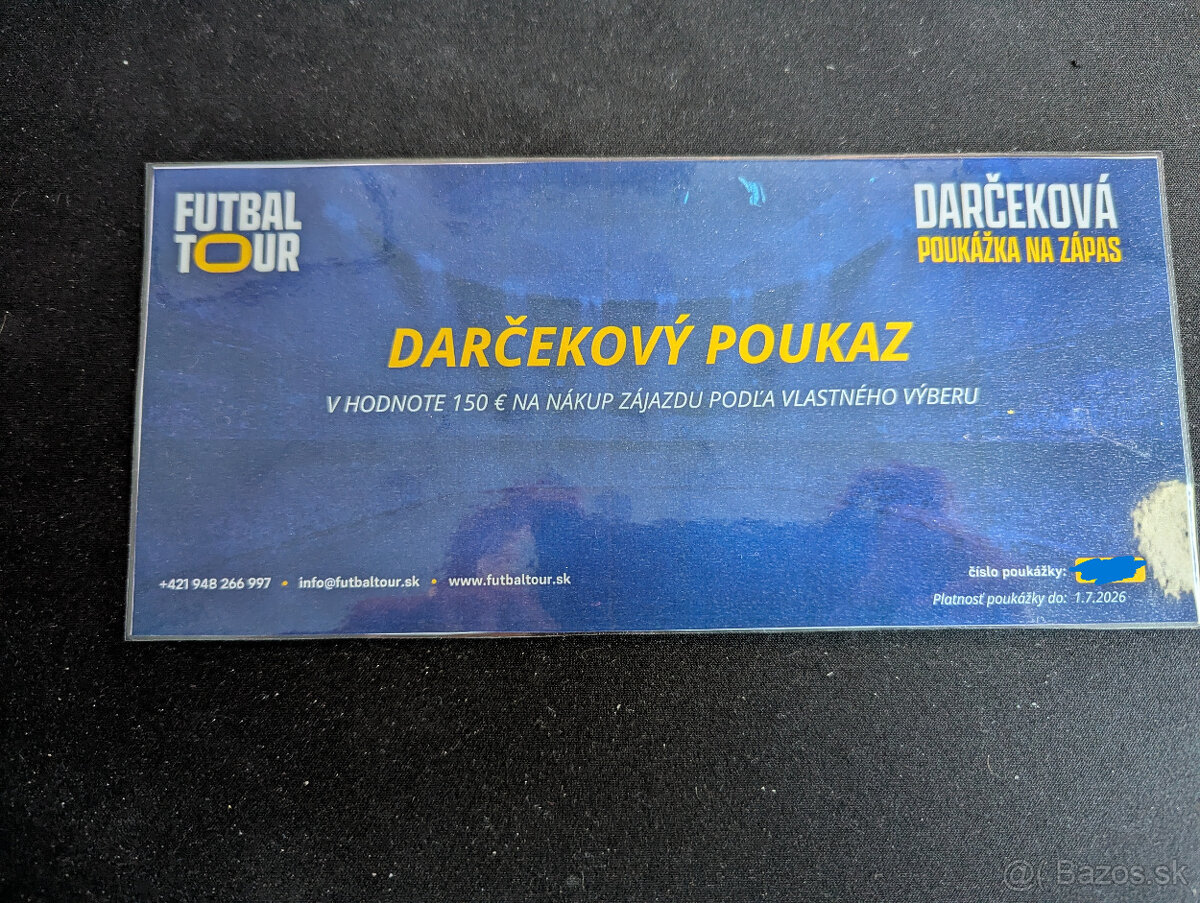 FUTBAL
TOUR
DARČEKOVÁ
POUKÁŽKA NA ZÁPAS
DARČEKOVÝ POUKAZ
V HODNOTE 150 € NA NÁKUP ZÁJAZDU PODĽA VLASTNÉHO VÝBERU
+421 948 266 997 • info@futbaltour.sk • www.futbaltour.sk
číslo poukážky:
Platnosť poukážky do: 1.7.2026
Bazos.sk